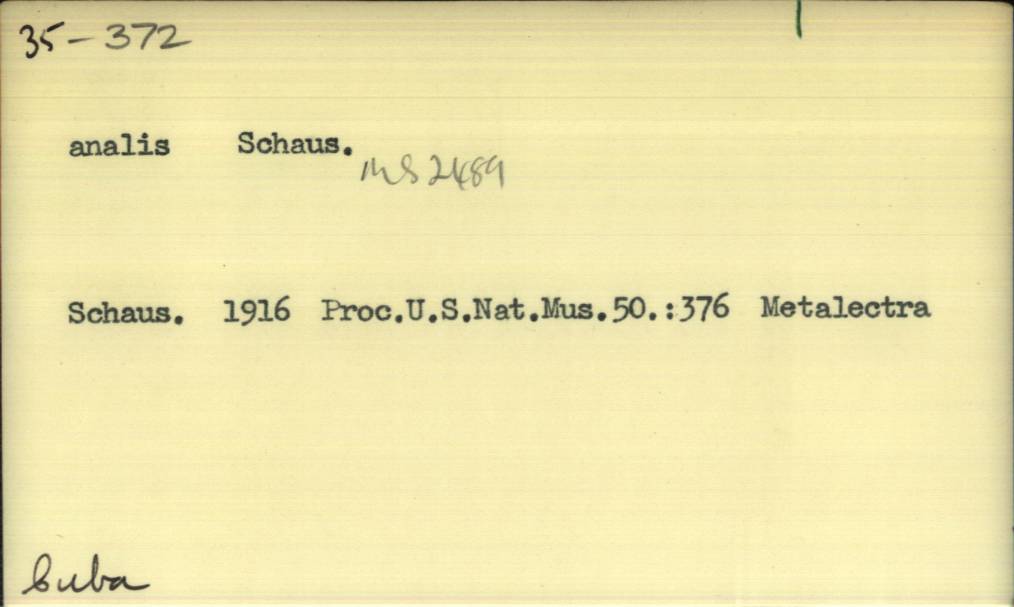 35-372
analis Schaus.
MS 2489
Schaus. 1916 Proc.U.S.Nat.Mus.50.:376 Metalectra
Cuba